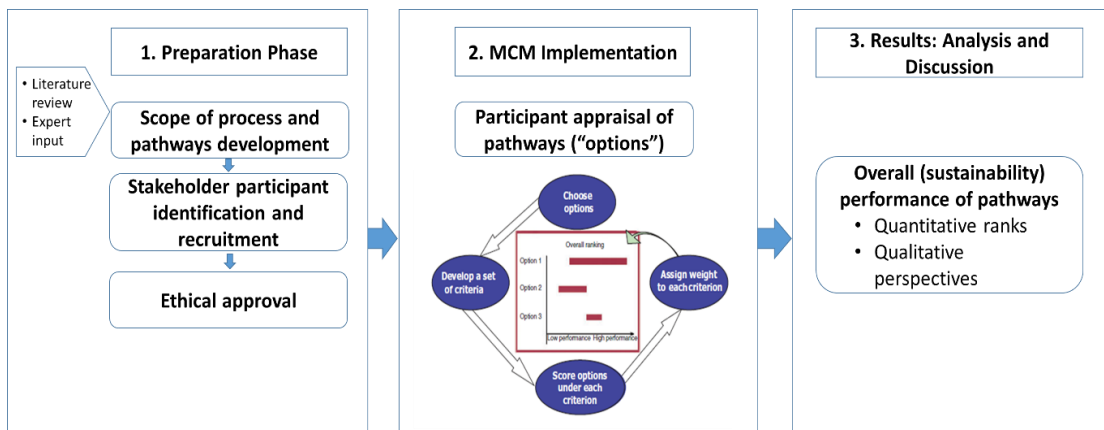 1. Preparation Phase
• Literature
review
• Expert
input
Scope of process and
pathways development
Stakeholder participant
identification and
recruitment
Ethical approval
2. MCM Implementation
Participant appraisal of
pathways (“options”)
Choose
options
Develop a set
of criteria
Overall ranking
Option 1
Option 2
Option 3
Low performance High performance
Assign weight
to each criterion
Score options
under each
criterion
3. Results: Analysis and
Discussion
Overall (sustainability)
performance of pathways
• Quantitative ranks
• Qualitative
perspectives